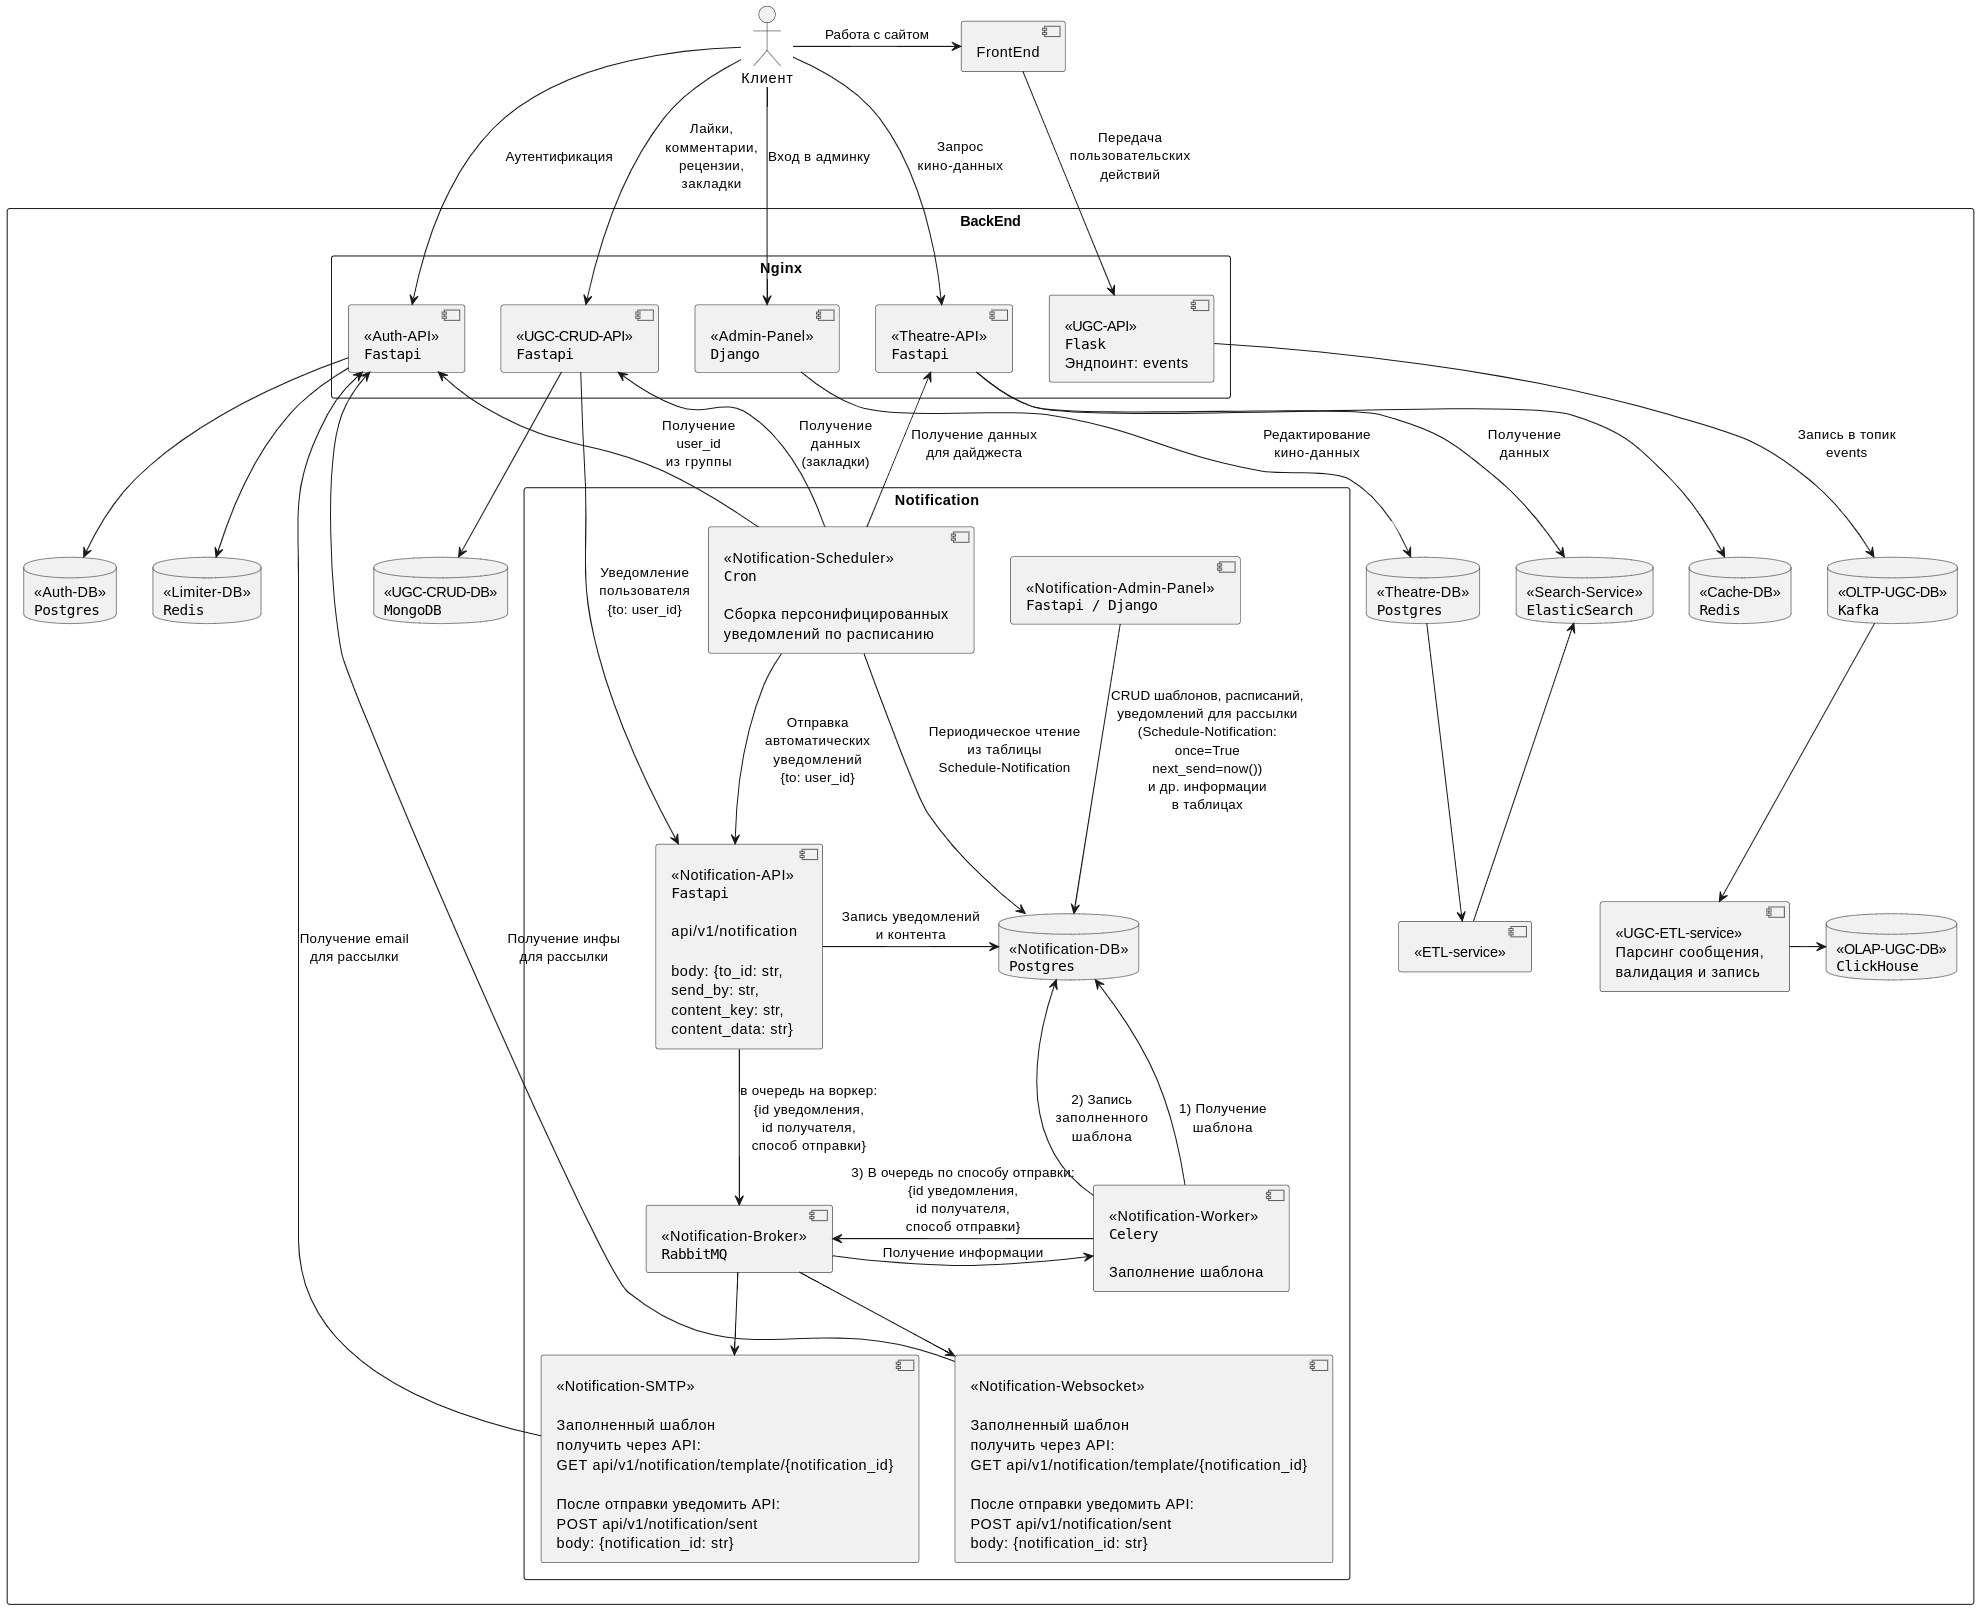 Работа с сайтом
FrontEnd
Клиент
Аутентификация
Лайки,
комментарии,
рецензии,
закладки
Вход в админку
Запрос
кино-данных
Передача
пользовательских
действий
BackEnd
Nginx
«Auth-API»
Fastapi
«UGC-CRUD-API»
Fastapi
«Admin-Panel»
Django
«Theatre-API»
Fastapi
«UGC-API»
Flask
Эндпоинт: events
Получение
user_id
из группы
Получение
данных
(закладки)
Получение данных
для дайджеста
Редактирование
кино-данных
Получение
данных
Запись в топик
events
Notification
«Auth-DB»
Postgres
«Limiter-DB»
Redis
«UGC-CRUD-DB»
MongoDB
Уведомление
пользователя
{to: user_id}
«Notification-Scheduler»
Cron
Сборка персонифицированных
уведомлений по расписанию
«Notification-Admin-Panel»
Fastapi / Django
«Theatre-DB»
Postgres
«Search-Service»
ElasticSearch
«Cache-DB»
Redis
«OLTP-UGC-DB»
Kafka
Отправка
автоматических
уведомлений
{to: user_id}
Периодическое чтение
из таблицы
Schedule-Notification
CRUD шаблонов, расписаний,
уведомлений для рассылки
(Schedule-Notification:
once=True
next_send=now())
и др. информации
в таблицах
Получение email
для рассылки
Получение инфы
для рассылки
«Notification-API»
Fastapi
api/v1/notification
body: {to_id: str,
send_by: str,
content_key: str,
content_data: str}
Запись уведомлений
и контента
«Notification-DB»
Postgres
«ETL-service»
«UGC-ETL-service»
Парсинг сообщения,
валидация и запись
«OLAP-UGC-DB»
ClickHouse
в очередь на воркер:
{id уведомления,
id получателя,
способ отправки}
2) Запись
заполненного
шаблона
1) Получение
шаблона
3) В очередь по способу отправки:
{id уведомления,
id получателя,
способ отправки}
«Notification-Broker»
RabbitMQ
Получение информации
«Notification-Worker»
Celery
Заполнение шаблона
«Notification-SMTP»
Заполненный шаблон
получить через API:
GET api/v1/notification/template/{notification_id}
После отправки уведомить API:
POST api/v1/notification/sent
body: {notification_id: str}
«Notification-Websocket»
Заполненный шаблон
получить через API:
GET api/v1/notification/template/{notification_id}
После отправки уведомить API:
POST api/v1/notification/sent
body: {notification_id: str}